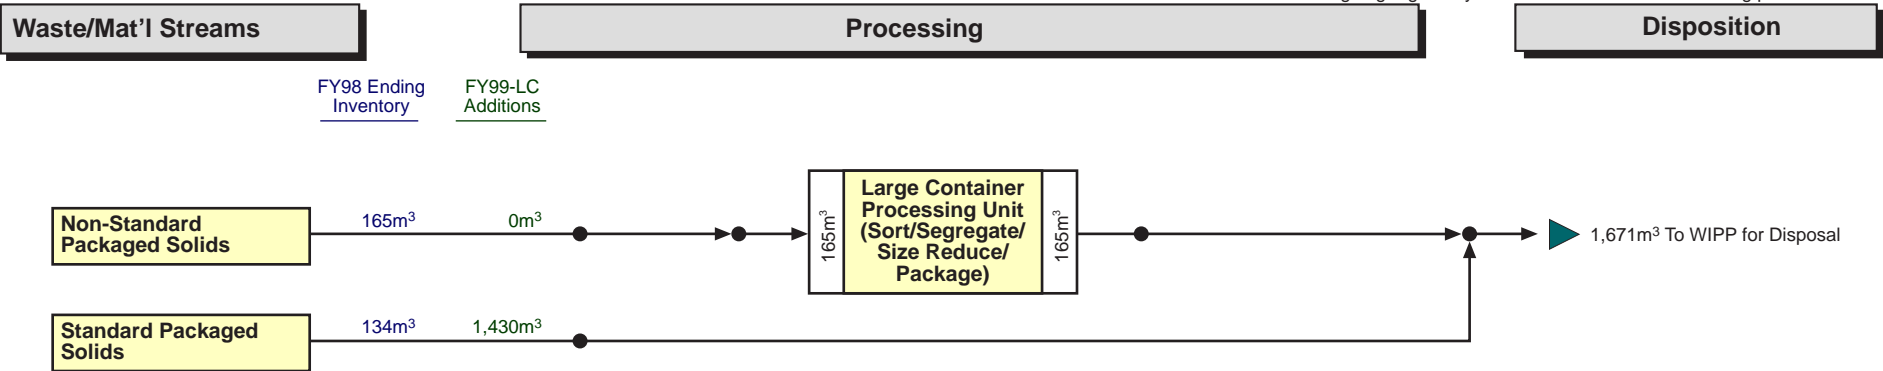 Waste/Mat'l Streams
Processing
Disposition
FY98 Ending
Inventory
FY99-LC
Additions
Non-Standard
Packaged Solids
165m³
0m³
165m³
Large Container
Processing Unit
(Sort/Segregate/
Size Reduce/
Package)
165m³
1,671m³ To WIPP for Disposal
Standard Packaged
Solids
134m³
1,430m³